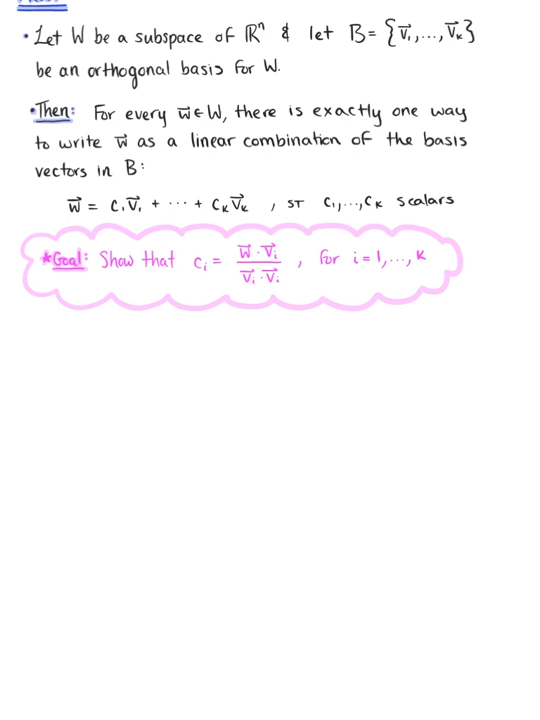 • Let W be a subspace of ℝⁿ & let B = {v⃗₁,...,v⃗ₖ}
be an orthogonal basis for W.
• Then: For every w⃗ ∈ W, there is exactly one way
to write w⃗ as a linear combination of the basis
vectors in B:
w⃗ = c₁v⃗₁ + ··· + cₖv⃗ₖ , ST c₁,...,cₖ scalars
*Goal: Show that cᵢ = (w⃗ · v⃗ᵢ)/(v⃗ᵢ · v⃗ᵢ) , for i = 1,..., k